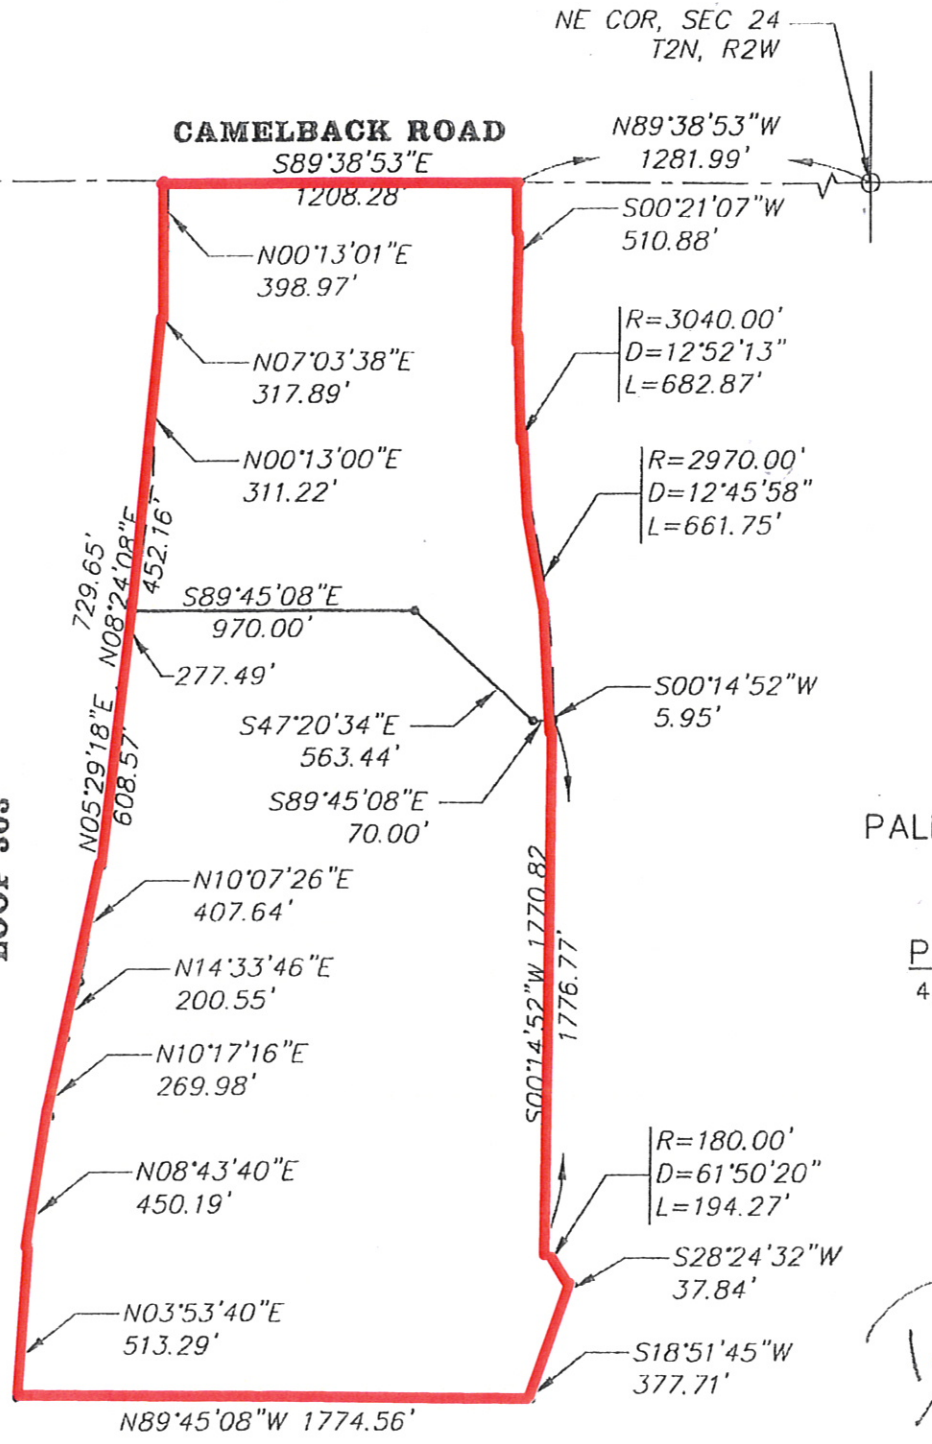 NE COR, SEC 24
T2N, R2W
CAMELBACK ROAD
S89°38'53"E
1208.28'
N89°38'53"W
1281.99'
S00°21'07"W
510.88'
N00°13'01"E
398.97'
R=3040.00'
D=12°52'13"
L=682.87'
N07°03'38"E
317.89'
N00°13'00"E
311.22'
R=2970.00'
D=12°45'58"
L=661.75'
729.65'
N08°24'08"E
452.16'
S89°45'08"E
970.00'
277.49'
S00°14'52"W
5.95'
S47°20'34"E
563.44'
S89°45'08"E
70.00'
N05°29'18"E
608.57'
PAL
N10°07'26"E
407.64'
S00°14'52"W 1770.82
1776.77'
P
4
N14°33'46"E
200.55'
N10°17'16"E
269.98'
R=180.00'
D=61°50'20"
L=194.27'
N08°43'40"E
450.19'
S28°24'32"W
37.84'
N03°53'40"E
513.29'
S18°51'45"W
377.71'
N89°45'08"W 1774.56'